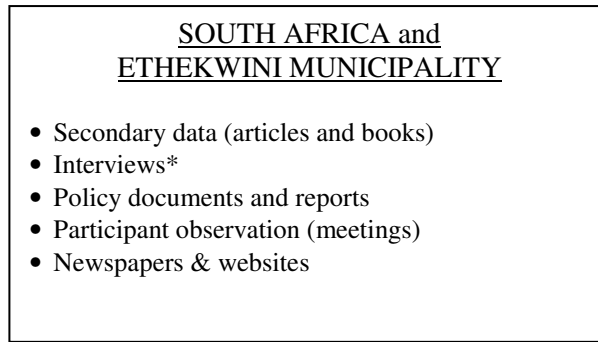 SOUTH AFRICA and
ETHEKWINI MUNICIPALITY
• Secondary data (articles and books)
• Interviews*
• Policy documents and reports
• Participant observation (meetings)
• Newspapers & websites